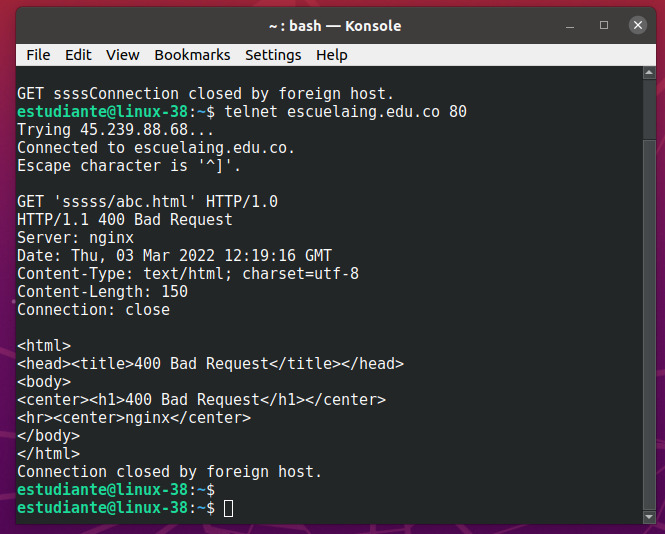 ~ : bash — Konsole
File Edit View Bookmarks Settings Help
GET ssssConnection closed by foreign host.
estudiante@linux-38:~$ telnet escuelaing.edu.co 80
Trying 45.239.88.68...
Connected to escuelaing.edu.co.
Escape character is '^]'.
GET 'sssss/abc.html' HTTP/1.0
HTTP/1.1 400 Bad Request
Server: nginx
Date: Thu, 03 Mar 2022 12:19:16 GMT
Content-Type: text/html; charset=utf-8
Content-Length: 150
Connection: close
<html>
<head><title>400 Bad Request</title></head>
<body>
<center><h1>400 Bad Request</h1></center>
<hr><center>nginx</center>
</body>
</html>
Connection closed by foreign host.
estudiante@linux-38:~$
estudiante@linux-38:~$